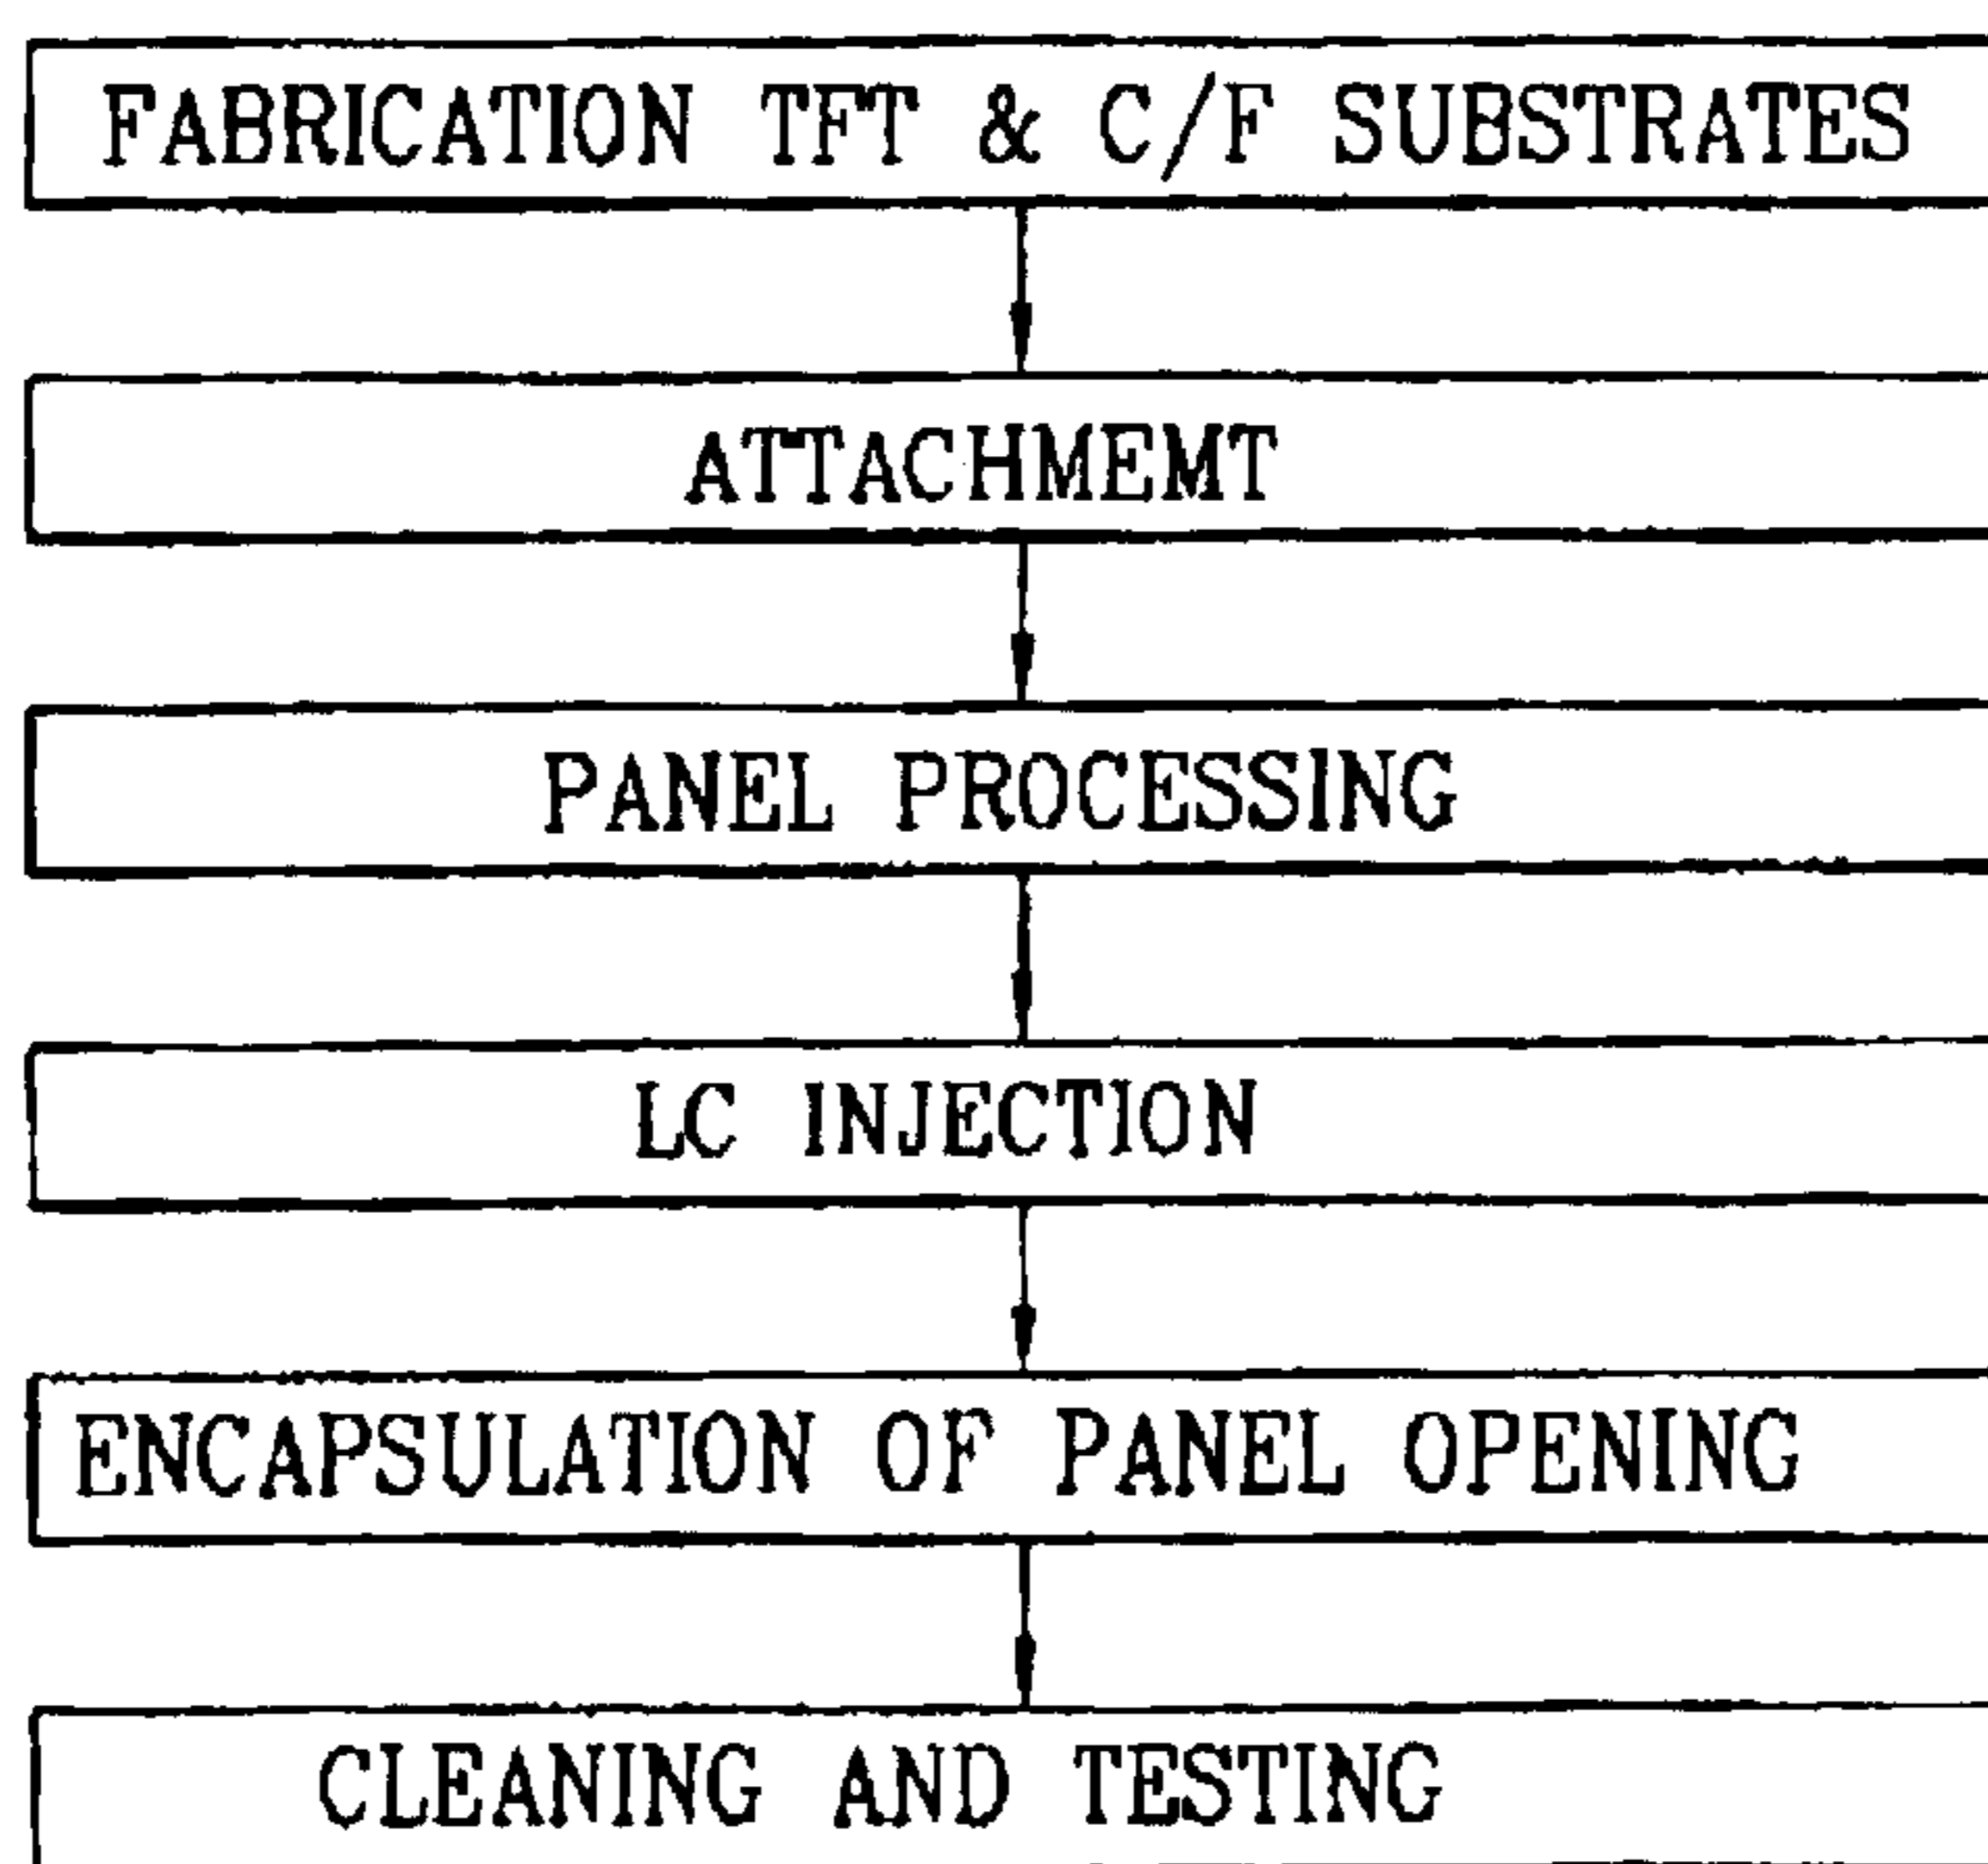 FABRICATION TFT & C/F SUBSTRATES
ATTACHMEMT
PANEL PROCESSING
LC INJECTION
ENCAPSULATION OF PANEL OPENING
CLEANING AND TESTING